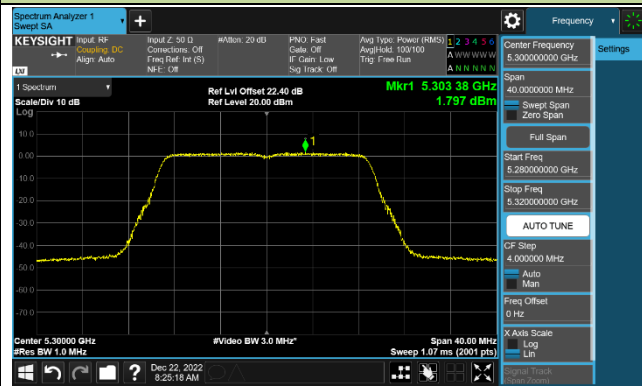 Spectrum Analyzer 1
Swept SA
+
Frequency
KEYSIGHT
Input: RF
Coupling: DC
Align: Auto
Input Z: 50 Ω
Corrections: Off
Freq Ref: Int (S)
NFE: Off
#Atten: 20 dB
PNO: Fast
Gate: Off
IF Gain: Low
Sig Track: Off
Avg Type: Power (RMS)
Avg|Hold: 100/100
Trig: Free Run
1 2 3 4 5 6
A W W W W W
A N N N N N
LXI
1 Spectrum
Scale/Div 10 dB
Log
Ref Lvl Offset 22.40 dB
Ref Level 20.00 dBm
Mkr1 5.303 38 GHz
1.797 dBm
1
10.0
0.00
-10.0
-20.0
-30.0
-40.0
-50.0
-60.0
-70.0
Center 5.30000 GHz
#Res BW 1.0 MHz
#Video BW 3.0 MHz*
Span 40.00 MHz
Sweep 1.07 ms (2001 pts)
Dec 22, 2022
8:25:18 AM
?
Center Frequency
5.300000000 GHz
Settings
Span
40.0000000 MHz
Swept Span
Zero Span
Full Span
Start Freq
5.280000000 GHz
Stop Freq
5.320000000 GHz
AUTO TUNE
CF Step
4.000000 MHz
Auto
Man
Freq Offset
0 Hz
X Axis Scale
Log
Lin
Signal Track
(Span Zoom)